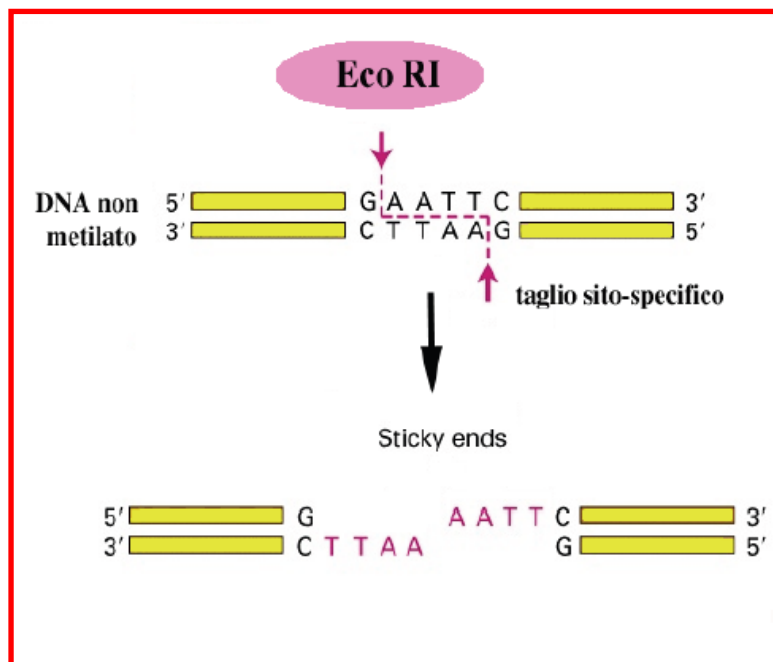 Eco RI
DNA non
metilato
5′ G A A T T C 3′
3′ C T T A A G 5′
taglio sito-specifico
Sticky ends
5′ G A A T T C 3′
3′ C T T A A G 5′